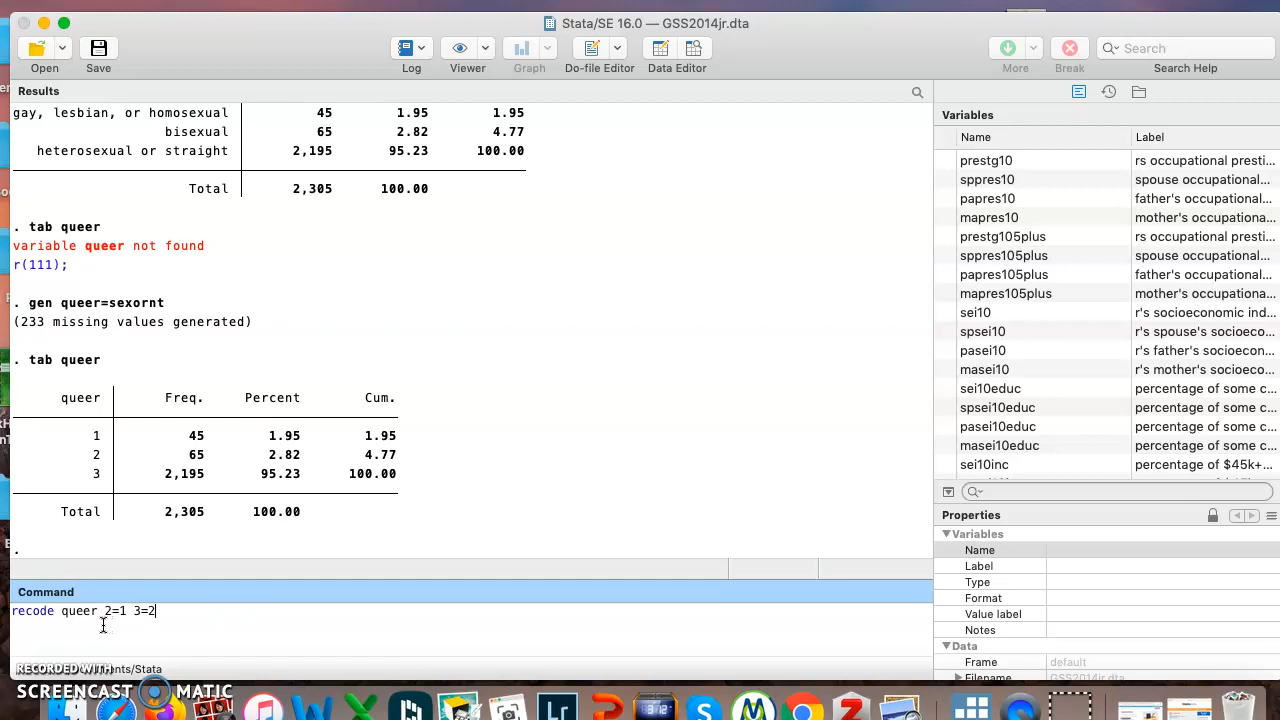 Stata/SE 16.0 — GSS2014jr.dta
Open Save Log Viewer Graph Do-file Editor Data Editor More Break Search Search Help
Results
gay, lesbian, or homosexual 45 1.95 1.95
bisexual 65 2.82 4.77
heterosexual or straight 2,195 95.23 100.00
Total 2,305 100.00
. tab queer
variable queer not found
r(111);
. gen queer=sexornt
(233 missing values generated)
. tab queer
queer Freq. Percent Cum.
1 45 1.95 1.95
2 65 2.82 4.77
3 2,195 95.23 100.00
Total 2,305 100.00
.
Command
recode queer 2=1 3=2
ents/Stata
RECORDED WITH
SCREENCAST MATIC
Variables
Name Label
prestg10 rs occupational presti...
sppres10 spouse occupational...
papres10 father's occupational...
mapres10 mother's occupationa...
prestg105plus rs occupational presti...
sppres105plus spouse occupational...
papres105plus father's occupational...
mapres105plus mother's occupationa...
sei10 r's socioeconomic ind...
spsei10 r's spouse's socioeco...
pasei10 r's father's socioecon...
masei10 r's mother's socioeco...
sei10educ percentage of some c...
spsei10educ percentage of some c...
pasei10educ percentage of some c...
masei10educ percentage of some c...
sei10inc percentage of $45k+...
Properties
Variables
Name
Label
Type
Format
Value label
Notes
Data
Frame default
Filename GSS2014jr.dta